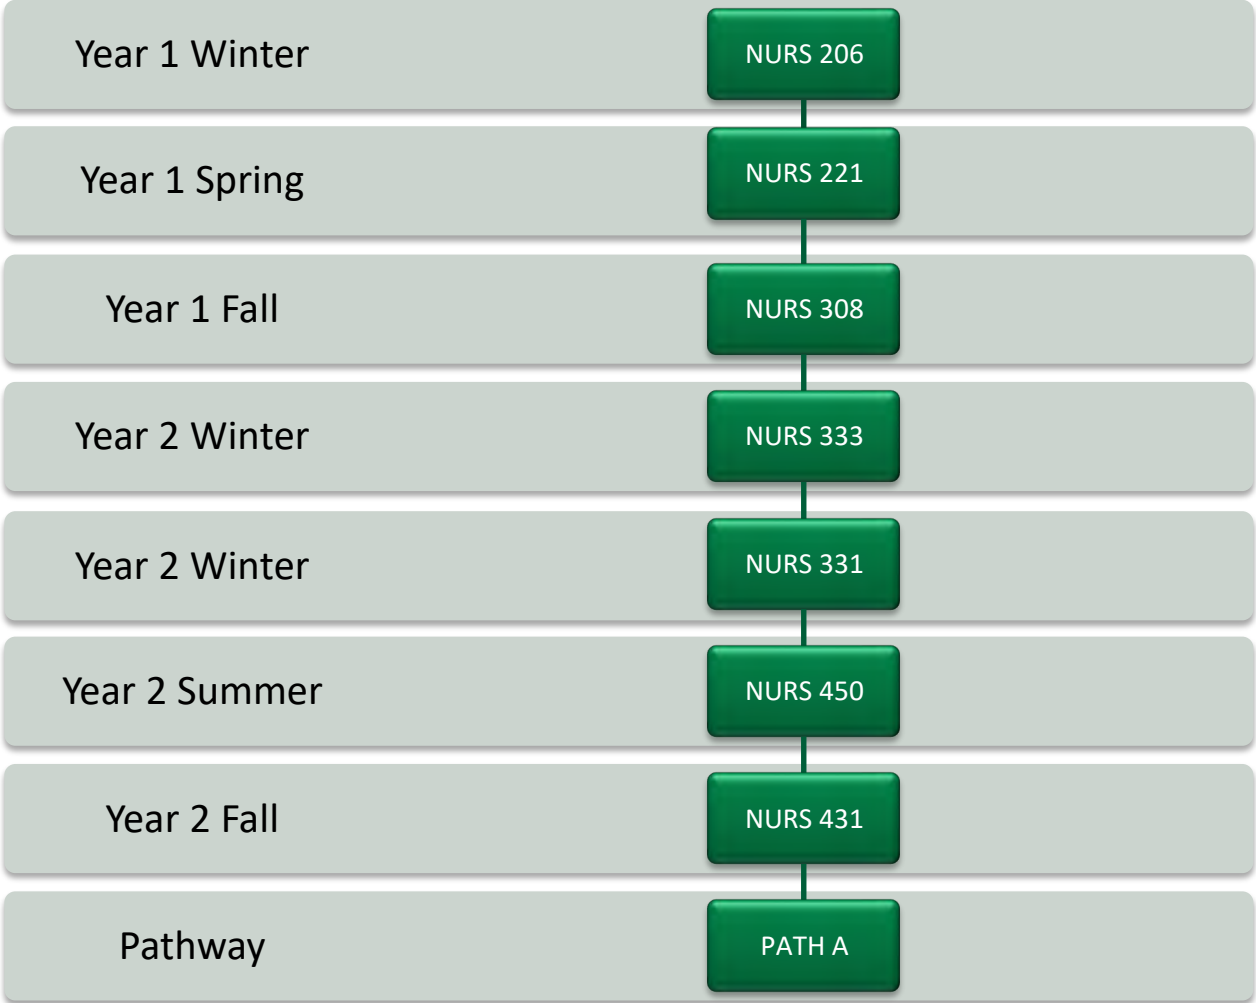 Year 1 Winter
NURS 206
Year 1 Spring
NURS 221
Year 1 Fall
NURS 308
Year 2 Winter
NURS 333
Year 2 Winter
NURS 331
Year 2 Summer
NURS 450
Year 2 Fall
NURS 431
Pathway
PATH A